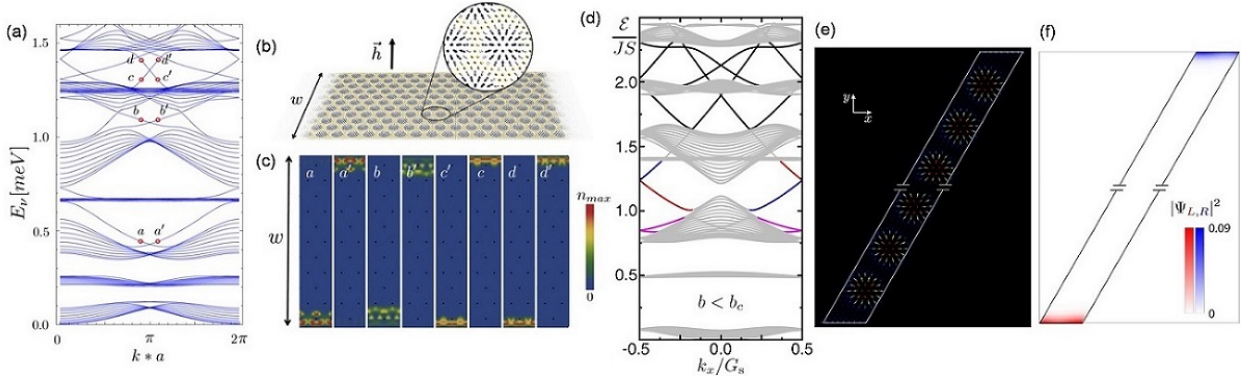 (a)
E_ν [meV]
1.5
1.0
0.5
0.0
d
d'
c
c'
b
b'
a
a'
0
π
2π
k * a
(b)
h⃗
w
(c)
w
a
a'
b
b'
c'
c
d
d'
n_max
0
(d)
ℰ
JS
2.0
1.5
1.0
0.5
b < b_c
-0.5
0.0
0.5
k_x/G_s
(e)
y
x
(f)
|Ψ_L,R|²
0.09
0